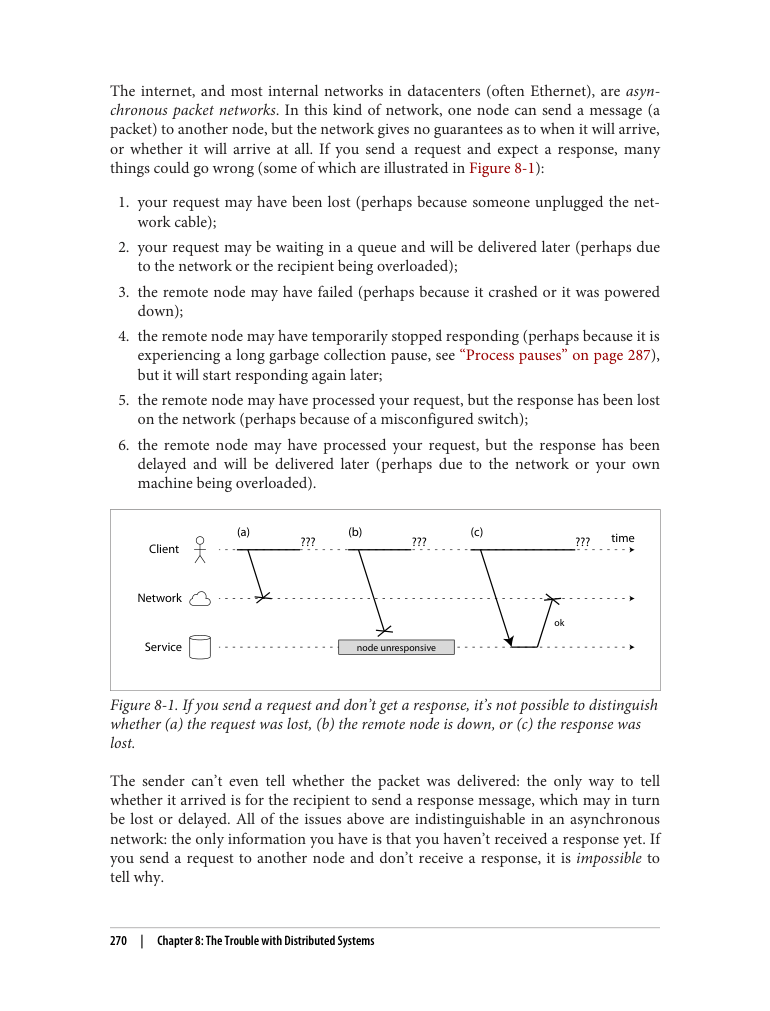 The internet, and most internal networks in datacenters (often Ethernet), are asyn-
chronous packet networks. In this kind of network, one node can send a message (a
packet) to another node, but the network gives no guarantees as to when it will arrive,
or whether it will arrive at all. If you send a request and expect a response, many
things could go wrong (some of which are illustrated in Figure 8-1):
1. your request may have been lost (perhaps because someone unplugged the net-
work cable);
2. your request may be waiting in a queue and will be delivered later (perhaps due
to the network or the recipient being overloaded);
3. the remote node may have failed (perhaps because it crashed or it was powered
down);
4. the remote node may have temporarily stopped responding (perhaps because it is
experiencing a long garbage collection pause, see “Process pauses” on page 287),
but it will start responding again later;
5. the remote node may have processed your request, but the response has been lost
on the network (perhaps because of a misconfigured switch);
6. the remote node may have processed your request, but the response has been
delayed and will be delivered later (perhaps due to the network or your own
machine being overloaded).
(a) (b) (c)
Client ??? ??? ??? time
Network
ok
Service node unresponsive
Figure 8-1. If you send a request and don’t get a response, it’s not possible to distinguish
whether (a) the request was lost, (b) the remote node is down, or (c) the response was
lost.
The sender can’t even tell whether the packet was delivered: the only way to tell
whether it arrived is for the recipient to send a response message, which may in turn
be lost or delayed. All of the issues above are indistinguishable in an asynchronous
network: the only information you have is that you haven’t received a response yet. If
you send a request to another node and don’t receive a response, it is impossible to
tell why.
270 | Chapter 8: The Trouble with Distributed Systems